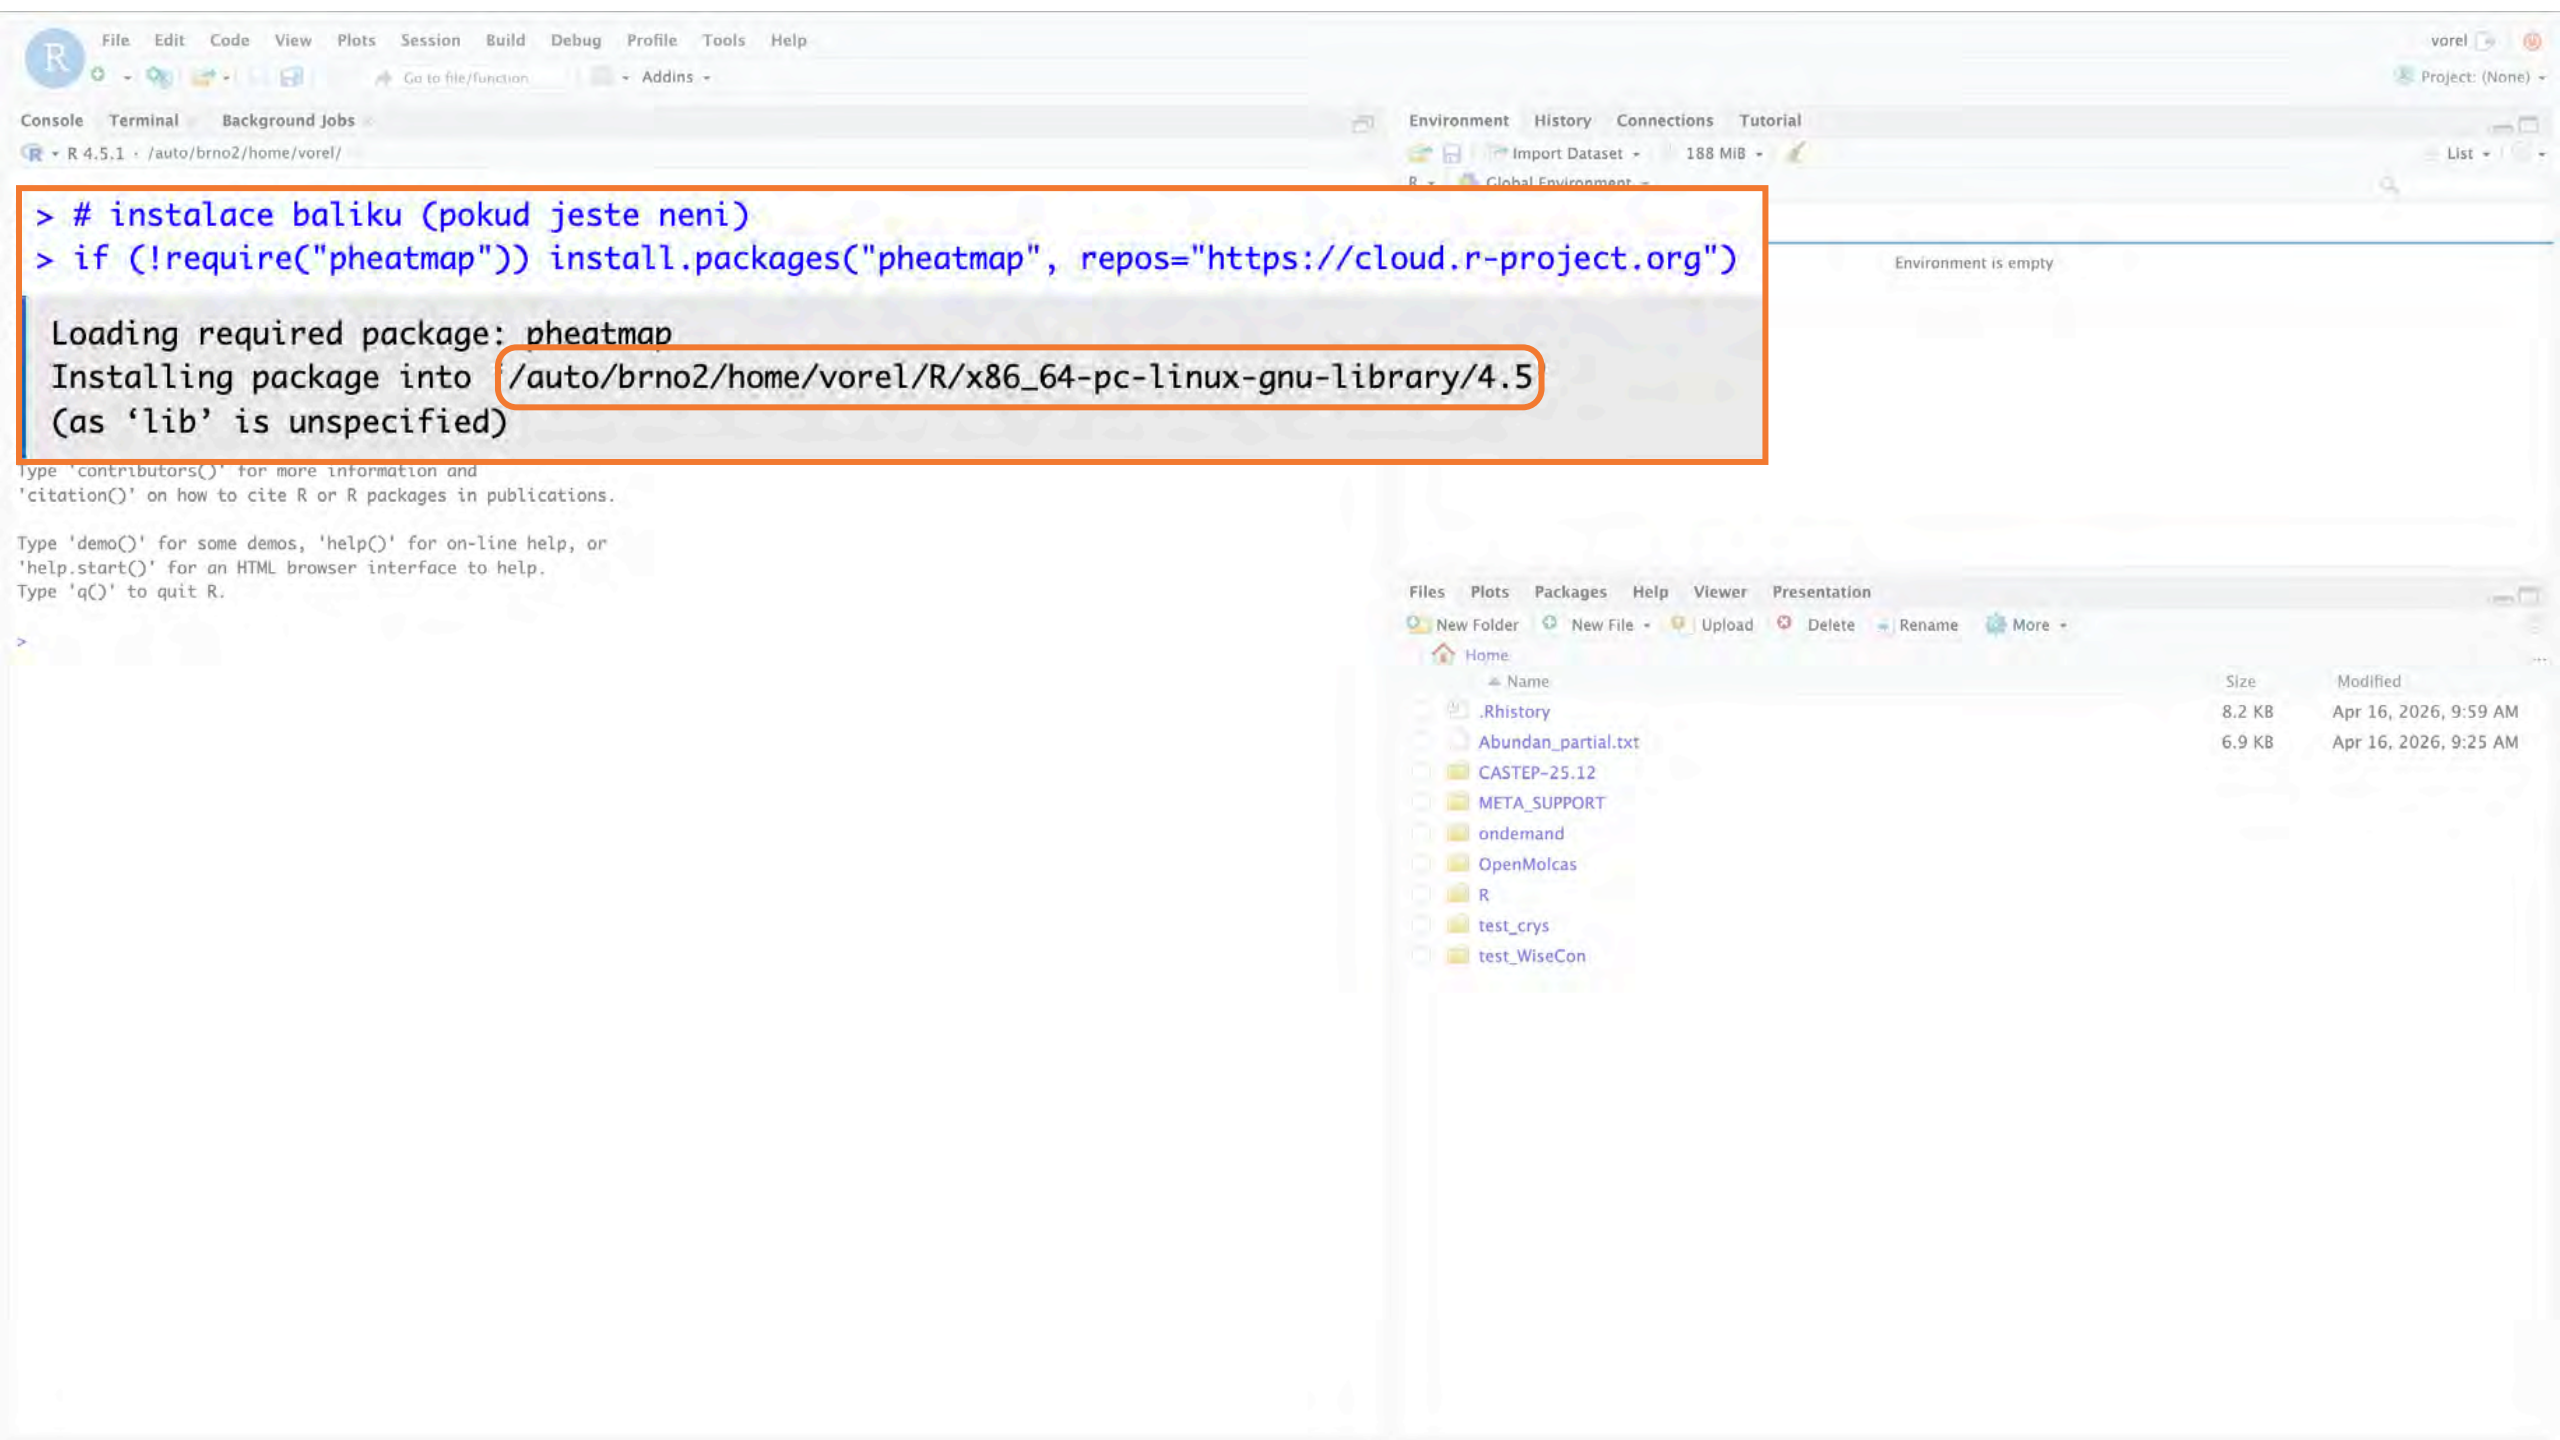 R File Edit Code View Plots Session Build Debug Profile Tools Help vorel
Go to file/function Addins Project: (None)
Console Terminal Background Jobs
R 4.5.1 · /auto/brno2/home/vorel/
> # instalace baliku (pokud jeste neni)
> if (!require("pheatmap")) install.packages("pheatmap", repos="https://cloud.r-project.org")
Loading required package: pheatmap
Installing package into ‘/auto/brno2/home/vorel/R/x86_64-pc-linux-gnu-library/4.5’
(as ‘lib’ is unspecified)
Type 'contributors()' for more information and
'citation()' on how to cite R or R packages in publications.
Type 'demo()' for some demos, 'help()' for on-line help, or
'help.start()' for an HTML browser interface to help.
Type 'q()' to quit R.
>
Environment History Connections Tutorial
Import Dataset 188 MiB List
R Global Environment
Environment is empty
Files Plots Packages Help Viewer Presentation
New Folder New File Upload Delete Rename More
Home ...
Name Size Modified
.Rhistory 8.2 KB Apr 16, 2026, 9:59 AM
Abundan_partial.txt 6.9 KB Apr 16, 2026, 9:25 AM
CASTEP-25.12
META_SUPPORT
ondemand
OpenMolcas
R
test_crys
test_WiseCon